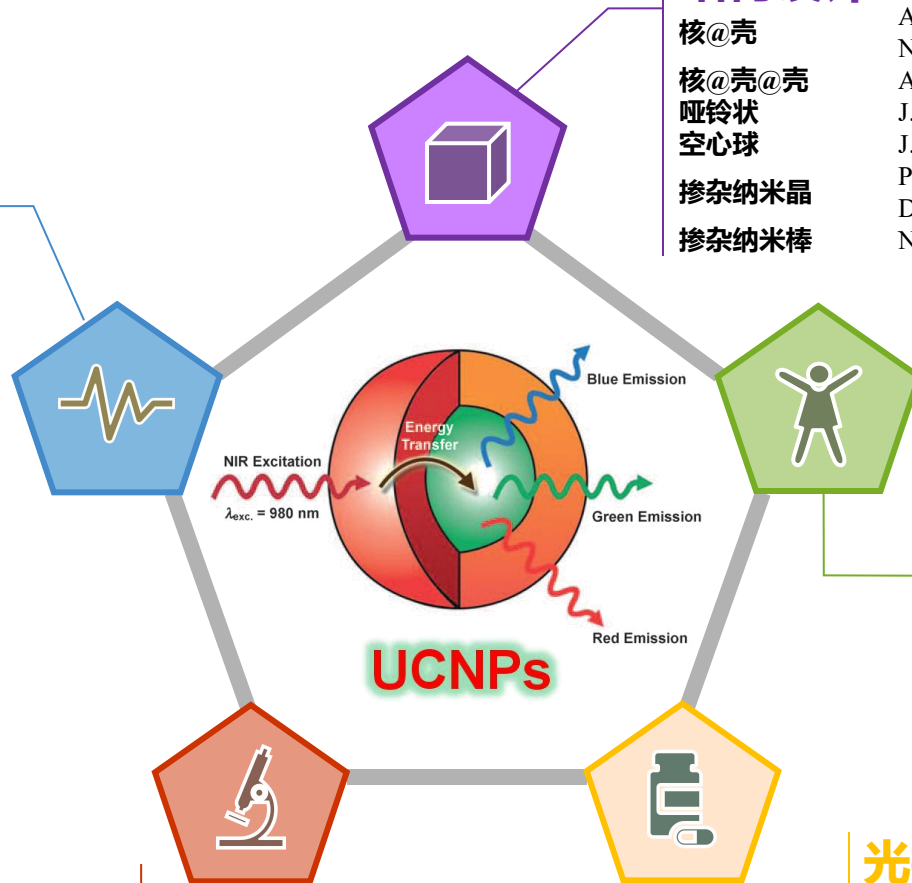 核@壳
A
N
核@壳@壳
A
哑铃状
J.
空心球
J.
掺杂纳米晶
P
D
掺杂纳米棒
N
Blue Emission
Energy
Transfer
NIR Excitation
λexc. = 980 nm
Green Emission
Red Emission
UCNPs
光